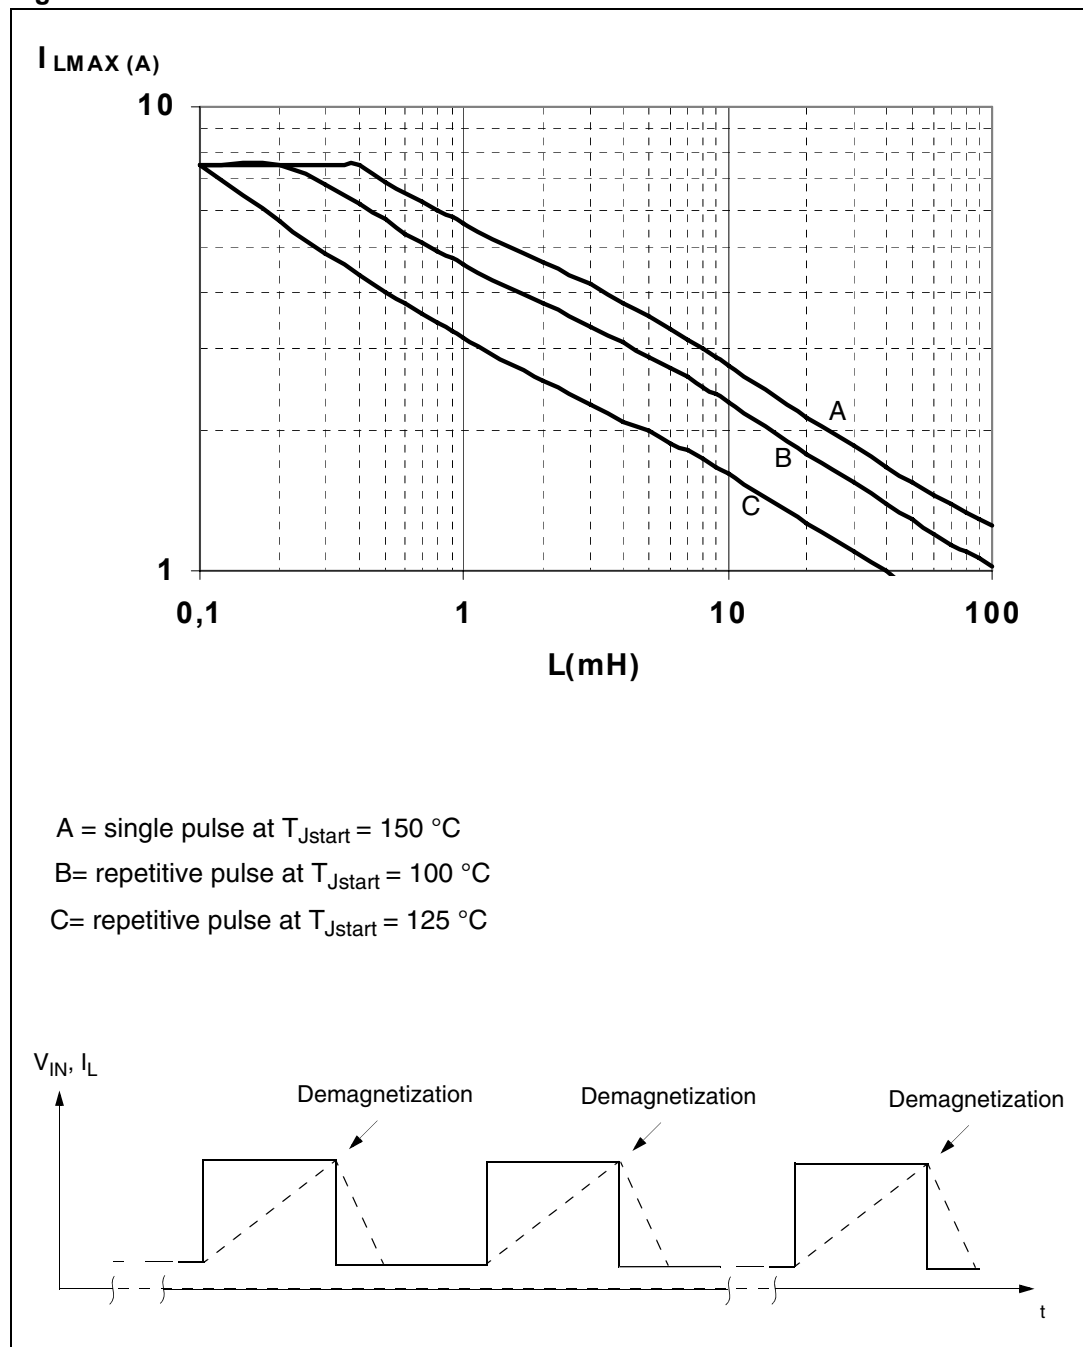 I LMAX (A)
10
1
0,1 1 10 100
L(mH)
A
B
C
A = single pulse at TJstart = 150 °C
B= repetitive pulse at TJstart = 100 °C
C= repetitive pulse at TJstart = 125 °C
VIN, IL
Demagnetization Demagnetization Demagnetization
t